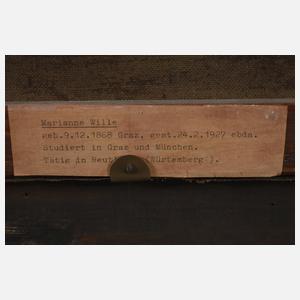 Marianne Wille
geb.9.12.1868 Graz, gest.24.2.1927 ebda.
Studiert in Graz und München.
Tätig in (Würtemberg ).